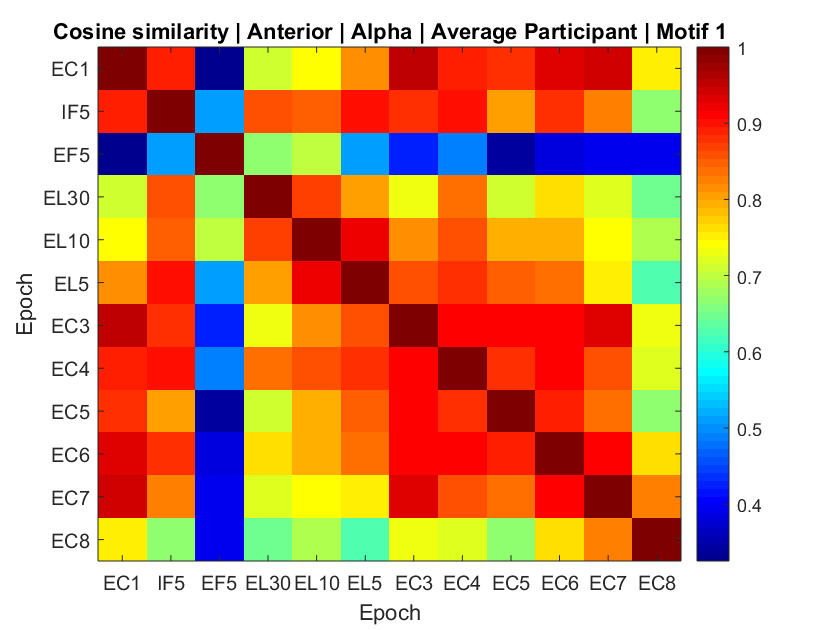 Cosine similarity | Anterior | Alpha | Average Participant | Motif 1
EC1
IF5
EF5
EL30
EL10
EL5
EC3
EC4
EC5
EC6
EC7
EC8
Epoch
EC1 IF5 EF5 EL30 EL10 EL5 EC3 EC4 EC5 EC6 EC7 EC8
Epoch
1
0.9
0.8
0.7
0.6
0.5
0.4